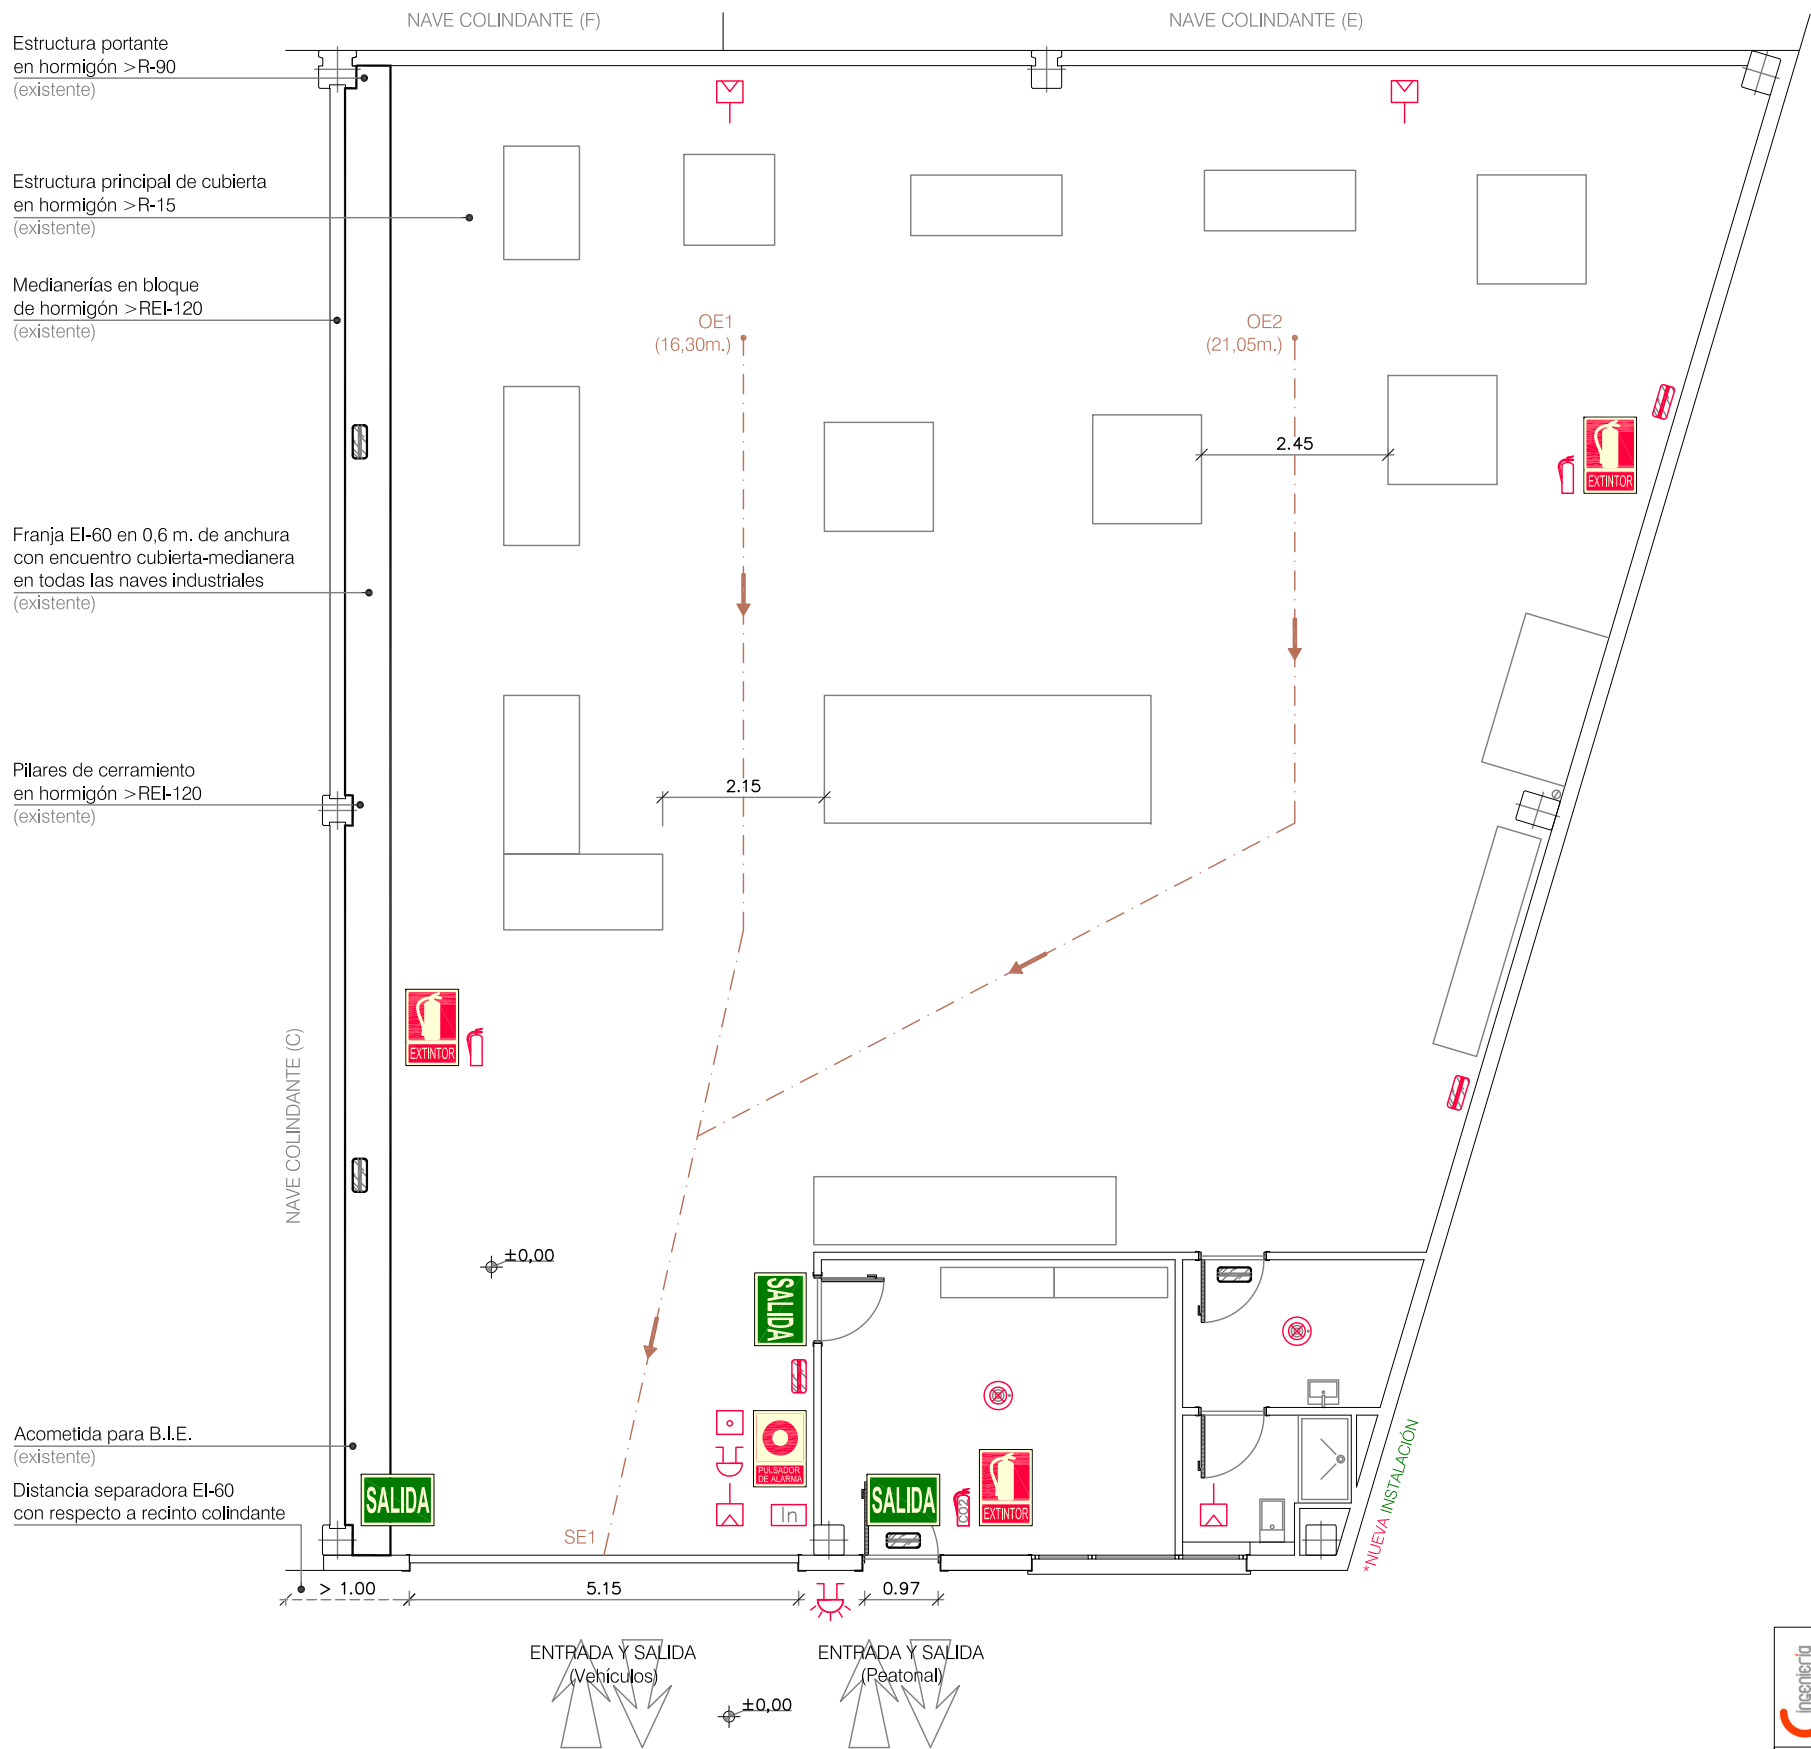 NAVE COLINDANTE (F)
NAVE COLINDANTE (E)
Estructura portante
en hormigón >R-90
(existente)
Estructura principal de cubierta
en hormigón >R-15
(existente)
Medianerías en bloque
de hormigón >REI-120
(existente)
OE1
(16,30m.)
OE2
(21,05m.)
2.45
EXTINTOR
Franja EI-60 en 0,6 m. de anchura
con encuentro cubierta-medianera
en todas las naves industriales
(existente)
Pilares de cerramiento
en hormigón >REI-120
(existente)
2.15
EXTINTOR
NAVE COLINDANTE (C)
±0,00
SALIDA
Acometida para B.I.E.
(existente)
Distancia separadora EI-60
con respecto a recinto colindante
SALIDA
PULSADOR
DE ALARMA
In
SALIDA
CO2
EXTINTOR
*NUEVA INSTALACIÓN
SE1
> 1.00
5.15
0.97
ENTRADA Y SALIDA
(Vehículos)
ENTRADA Y SALIDA
(Peatonal)
±0,00
ingeniería